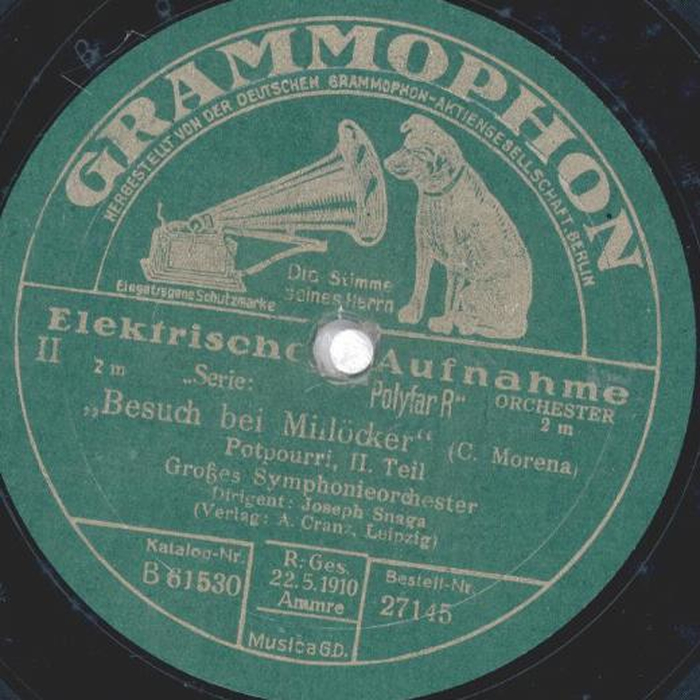 GRAMMOPHON
HERGESTELLT VON DER DEUTSCHEN GRAMMOPHON-AKTIENGESELLSCHAFT, BERLIN
Die Stimme
seines Herrn
Eingetragene Schutzmarke
Elektrische Aufnahme
II 2 m „Serie: Polyfar R“ ORCHESTER
2 m
„Besuch bei Millöcker“ (C. Morena)
Potpourri, II. Teil
Großes Symphonieorchester
Dirigent: Joseph Snaga
(Verlag: A. Cranz, Leipzig)
Katalog-Nr. R. Ges. Bestell-Nr.
B 61530 22.5.1910 27145
Ammre
Musica G.D.